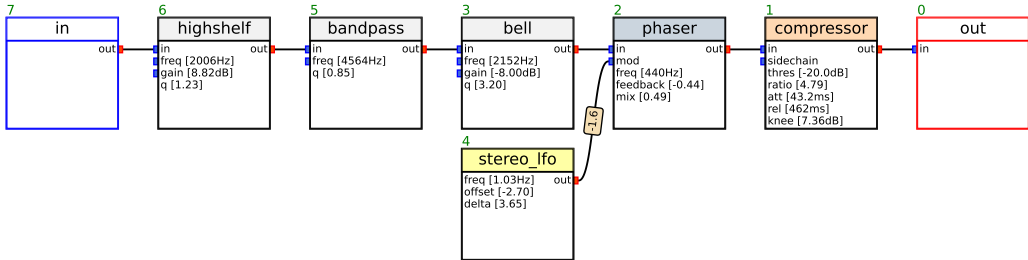 7
in
out
6
highshelf
in
out
freq [2006Hz]
gain [8.82dB]
q [1.23]
5
bandpass
in
out
freq [4564Hz]
q [0.85]
3
bell
in
out
freq [2152Hz]
gain [-8.00dB]
q [3.20]
2
phaser
in
out
mod
freq [440Hz]
feedback [-0.44]
mix [0.49]
1
compressor
in
out
sidechain
thres [-20.0dB]
ratio [4.79]
att [43.2ms]
rel [462ms]
knee [7.36dB]
0
out
in
-1.6
4
stereo_lfo
freq [1.03Hz]
out
offset [-2.70]
delta [3.65]